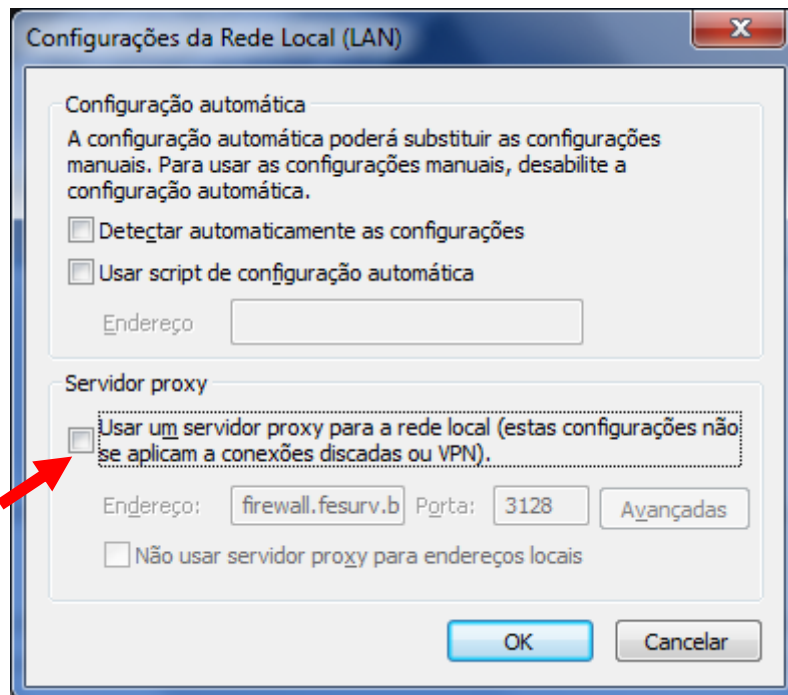 Configurações da Rede Local (LAN)
Configuração automática
A configuração automática poderá substituir as configurações
manuais. Para usar as configurações manuais, desabilite a
configuração automática.
Detectar automaticamente as configurações
Usar script de configuração automática
Endereço
Servidor proxy
Usar um servidor proxy para a rede local (estas configurações não
se aplicam a conexões discadas ou VPN).
Endereço: firewall.fesurv.b Porta: 3128 Avançadas
Não usar servidor proxy para endereços locais
OK Cancelar